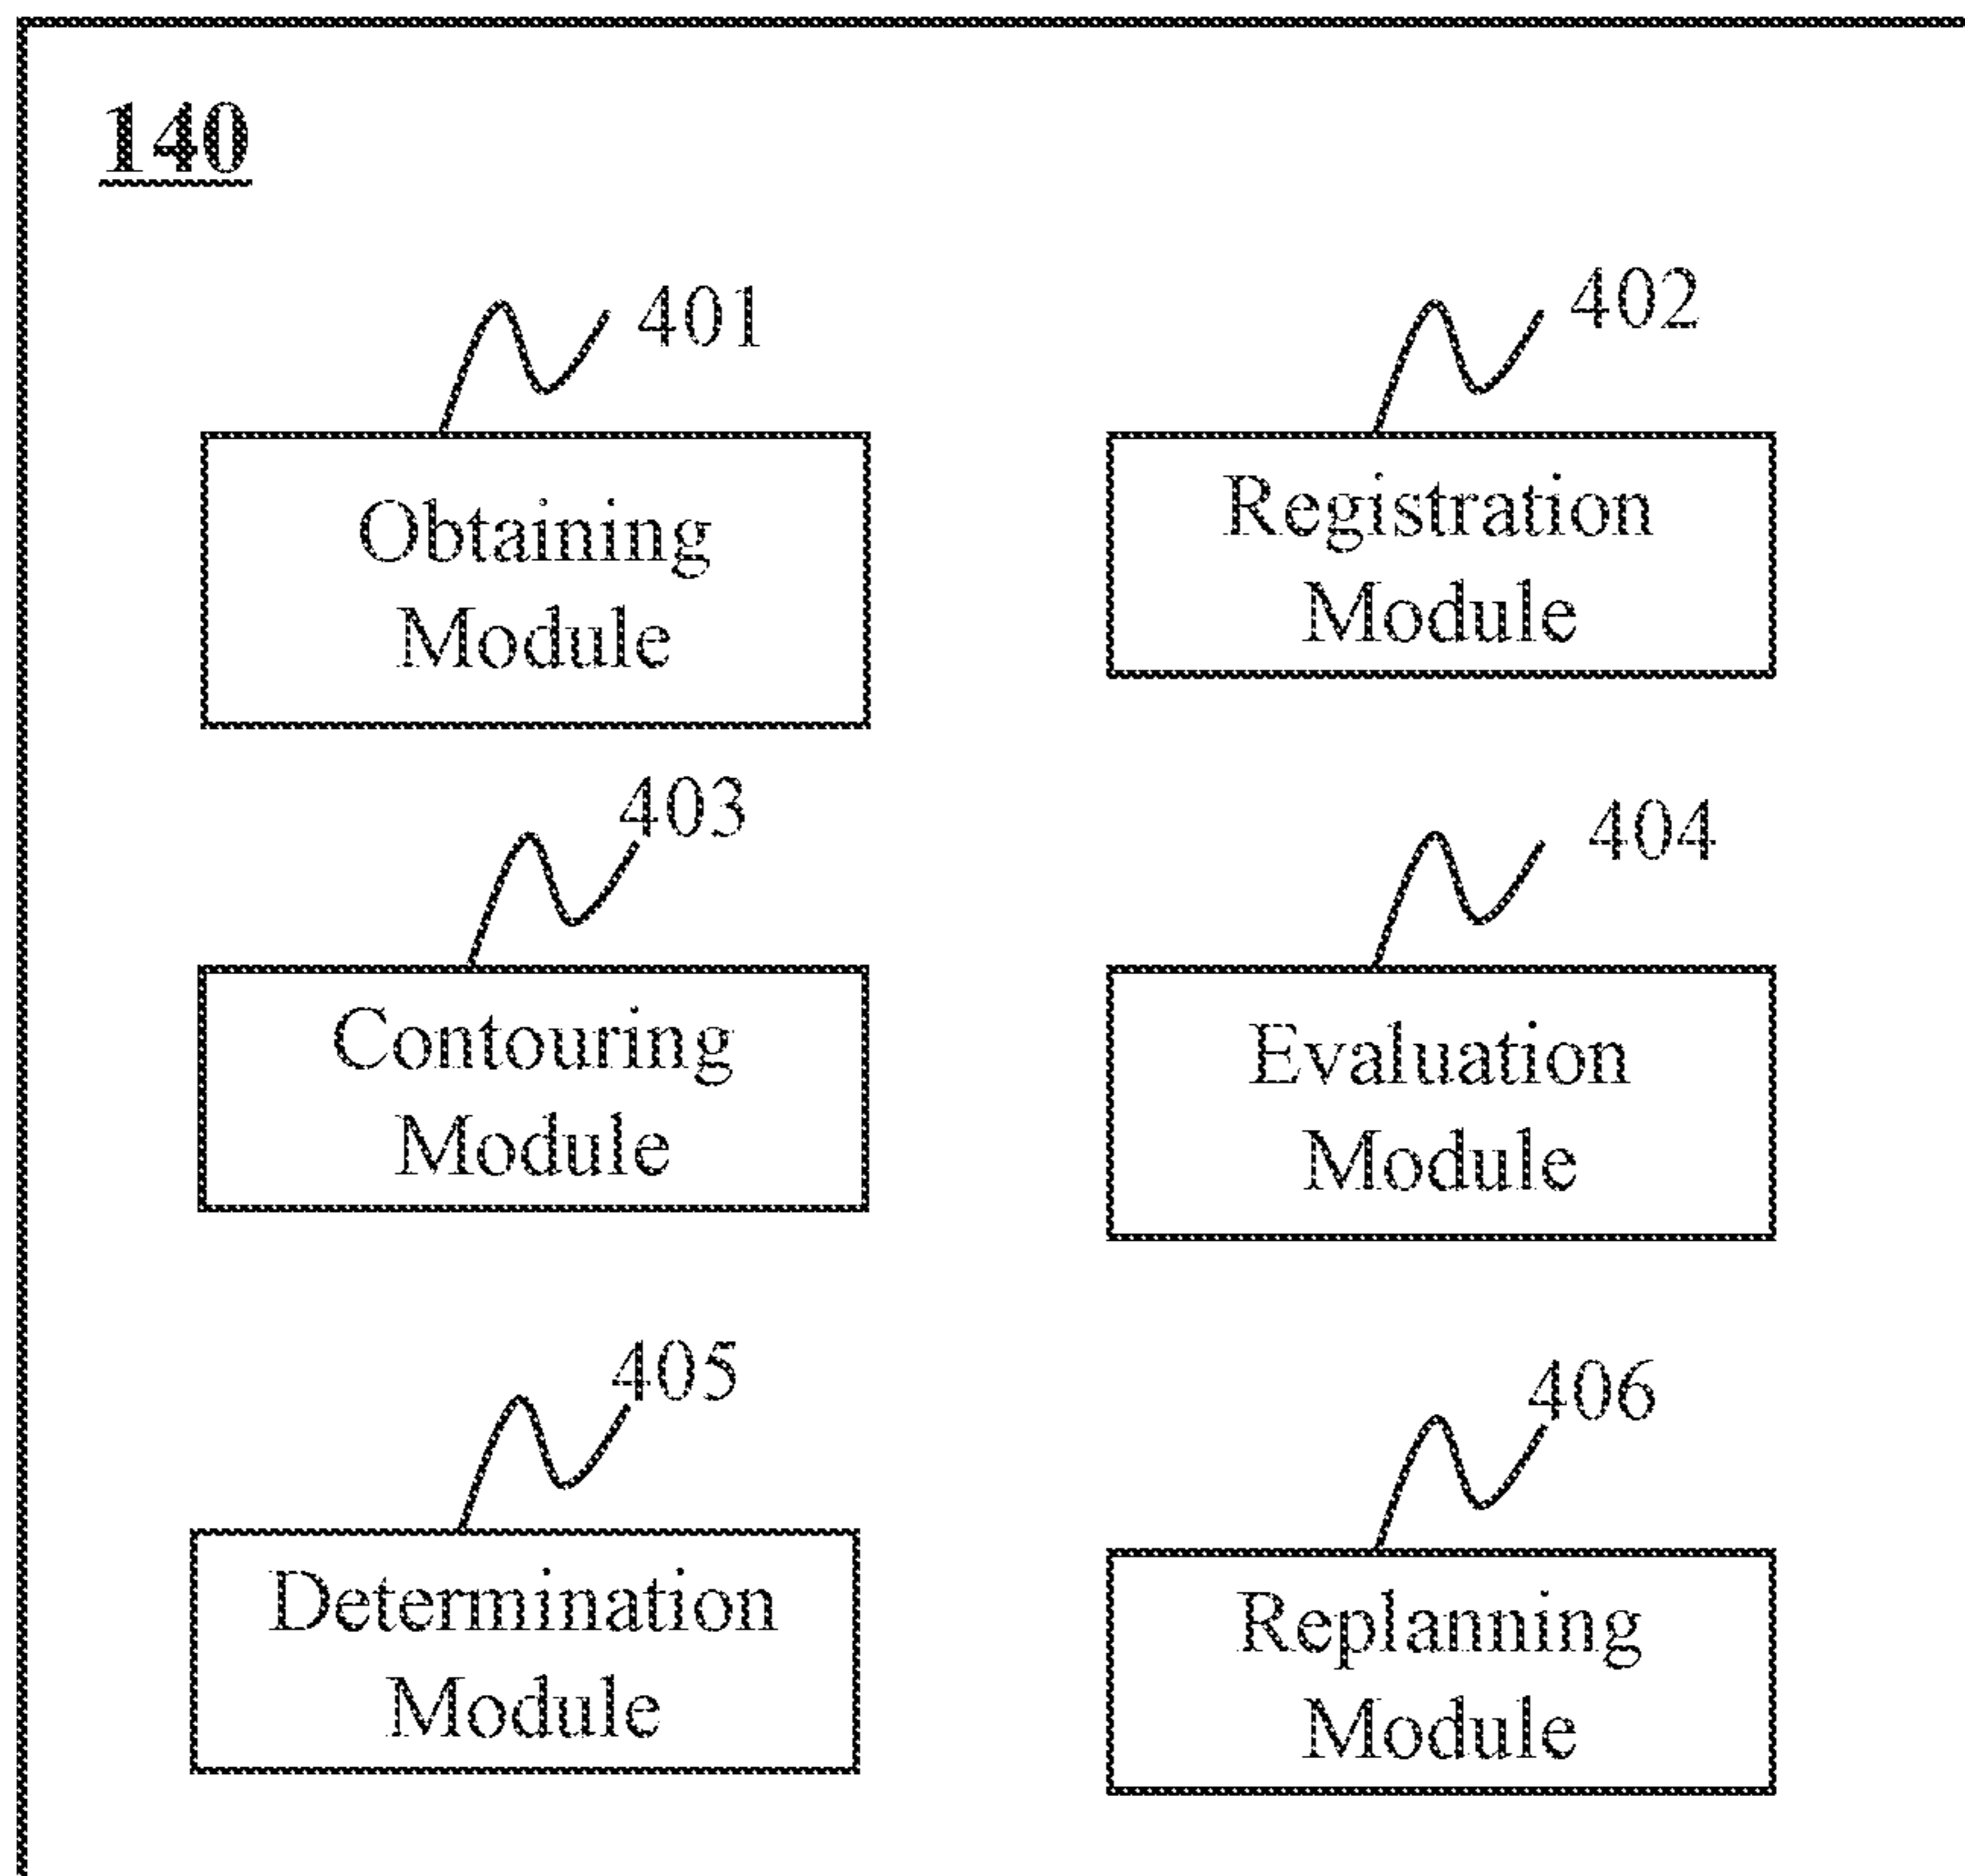 140
401
Obtaining
Module
402
Registration
Module
403
Contouring
Module
404
Evaluation
Module
405
Determination
Module
406
Replanning
Module